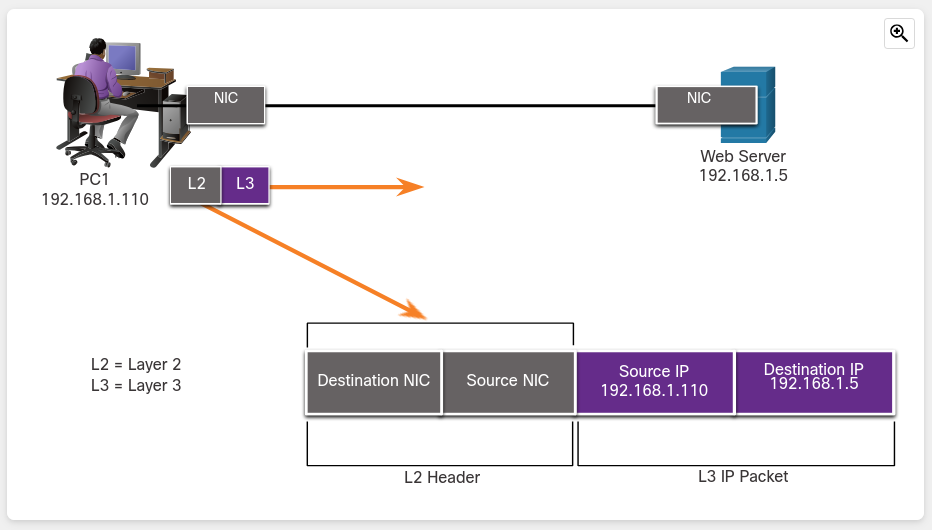 NIC
NIC
Web Server
192.168.1.5
PC1
192.168.1.110
L2
L3
L2 = Layer 2
L3 = Layer 3
Destination NIC
Source NIC
Source IP
192.168.1.110
Destination IP
192.168.1.5
L2 Header
L3 IP Packet